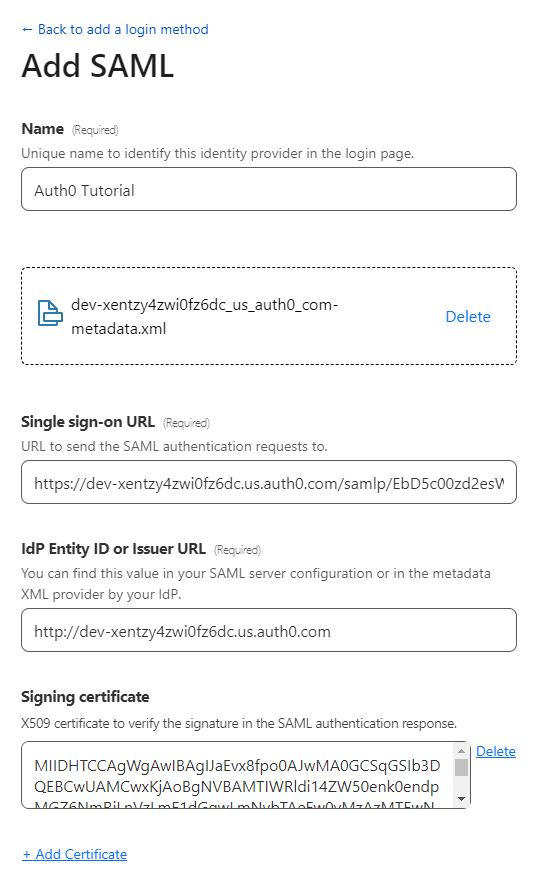 ← Back to add a login method
Add SAML
Name (Required)
Unique name to identify this identity provider in the login page.
Auth0 Tutorial
dev-xentzy4zwi0fz6dc_us_auth0_com-
metadata.xml
Delete
Single sign-on URL (Required)
URL to send the SAML authentication requests to.
https://dev-xentzy4zwi0fz6dc.us.auth0.com/samlp/EbD5c00zd2esW
IdP Entity ID or Issuer URL (Required)
You can find this value in your SAML server configuration or in the metadata
XML provider by your IdP.
http://dev-xentzy4zwi0fz6dc.us.auth0.com
Signing certificate
X509 certificate to verify the signature in the SAML authentication response.
MIIDHTCCAgWgAwIBAgIJaEvx8fpo0AJwMA0GCSqGSIb3D
Delete
QEBCwUAMCwxKjAoBgNVBAMTIWRldi14ZW50enk0endp
+ Add Certificate